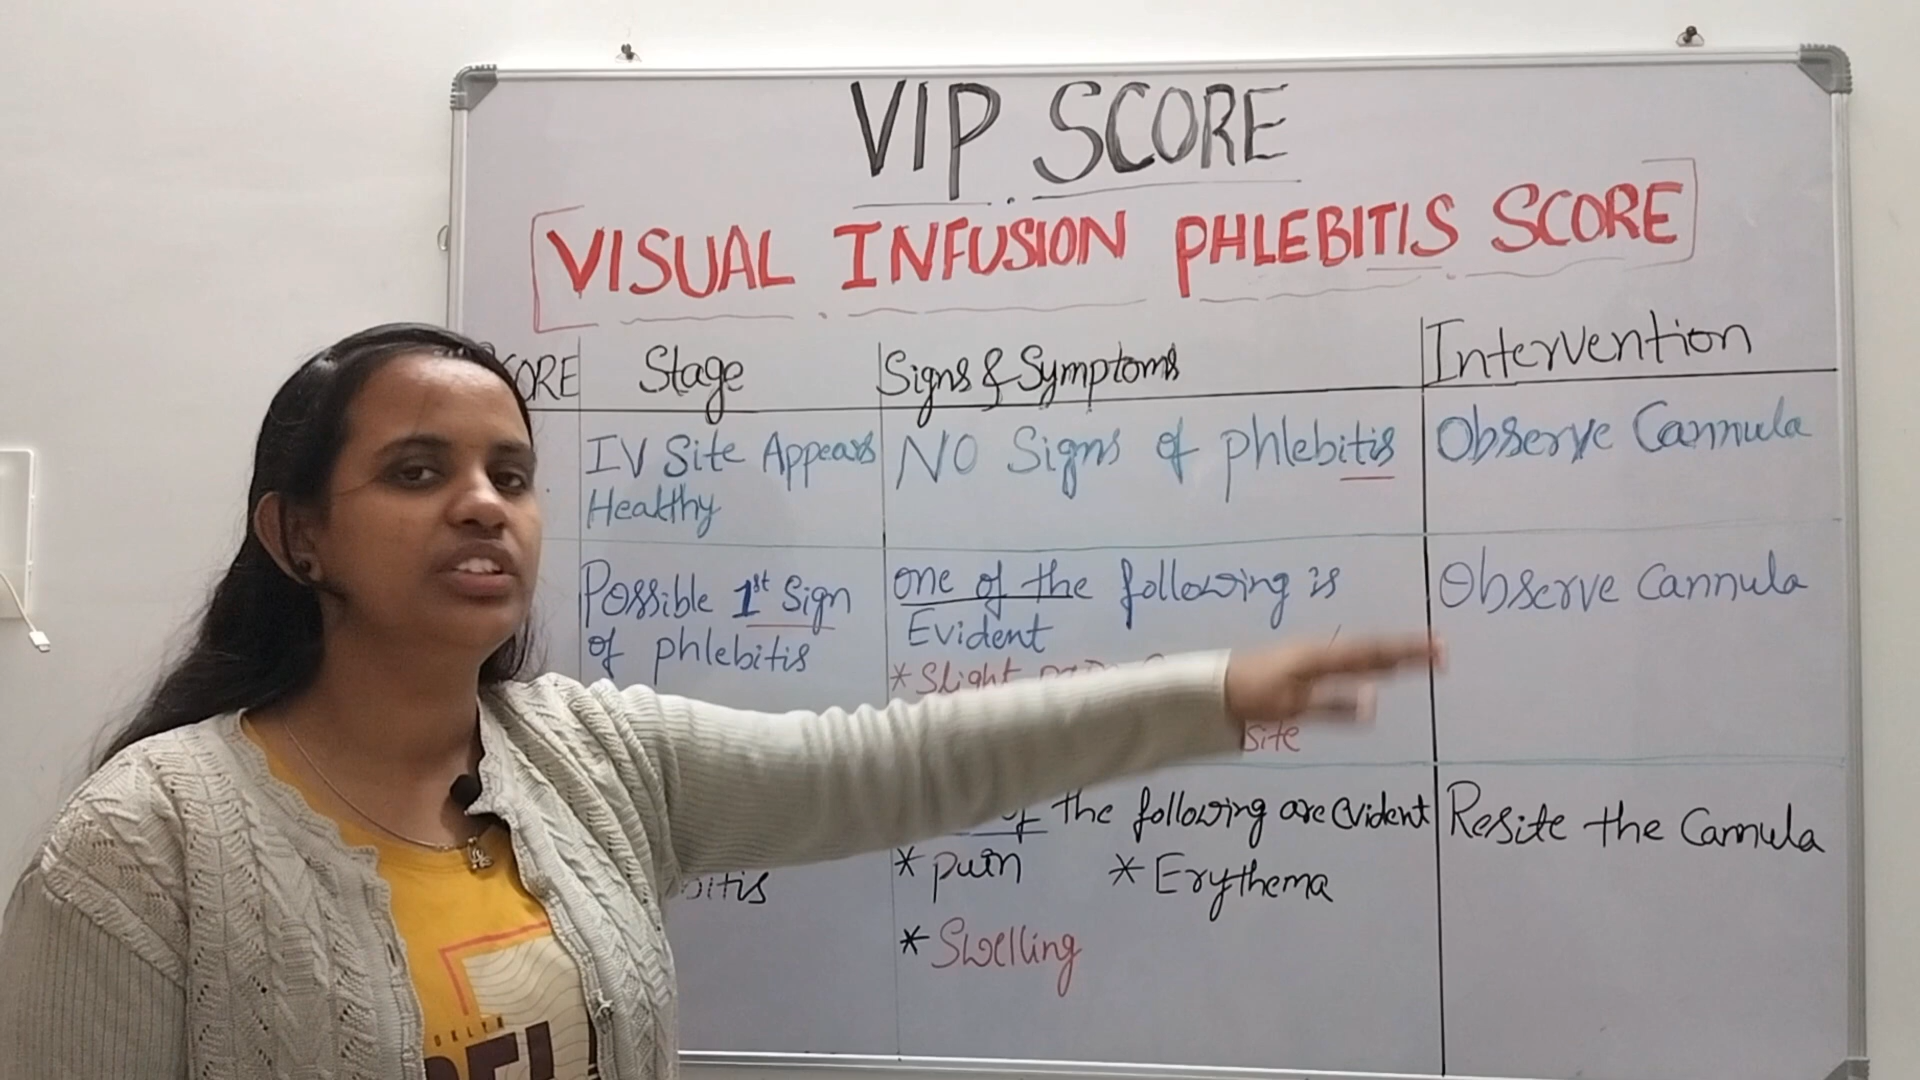 VIP SCORE
VISUAL INFUSION PHLEBITIS SCORE
Stage
Signs & Symptoms
Intervention
IV Site Appears
Healthy
NO Signs of phlebitis
Observe Cannula
Possible 1st Sign
of phlebitis
one of the following is
Evident
* Slight
site
Observe Cannula
the following are evident
* pain * Erythema
* Swelling
Resite the Cannula